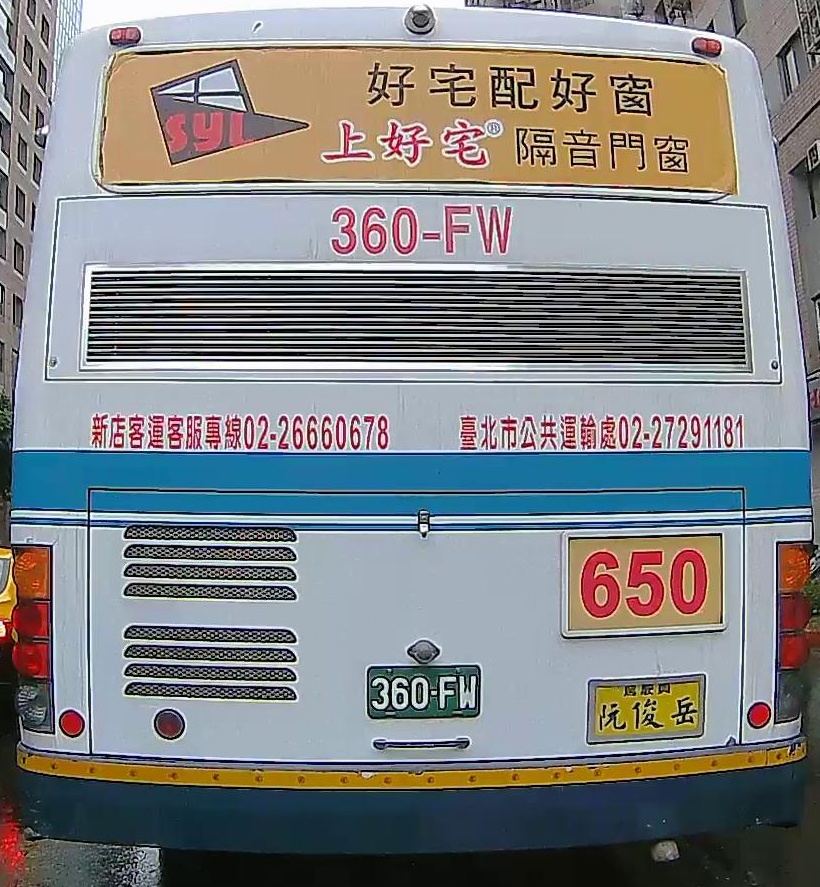 好宅配好窗
SYL
上好宅® 隔音門窗
360-FW
新店客運客服專線02-26660678
臺北市公共運輸處02-27291181
650
360-FW
駕駛員
阮俊岳